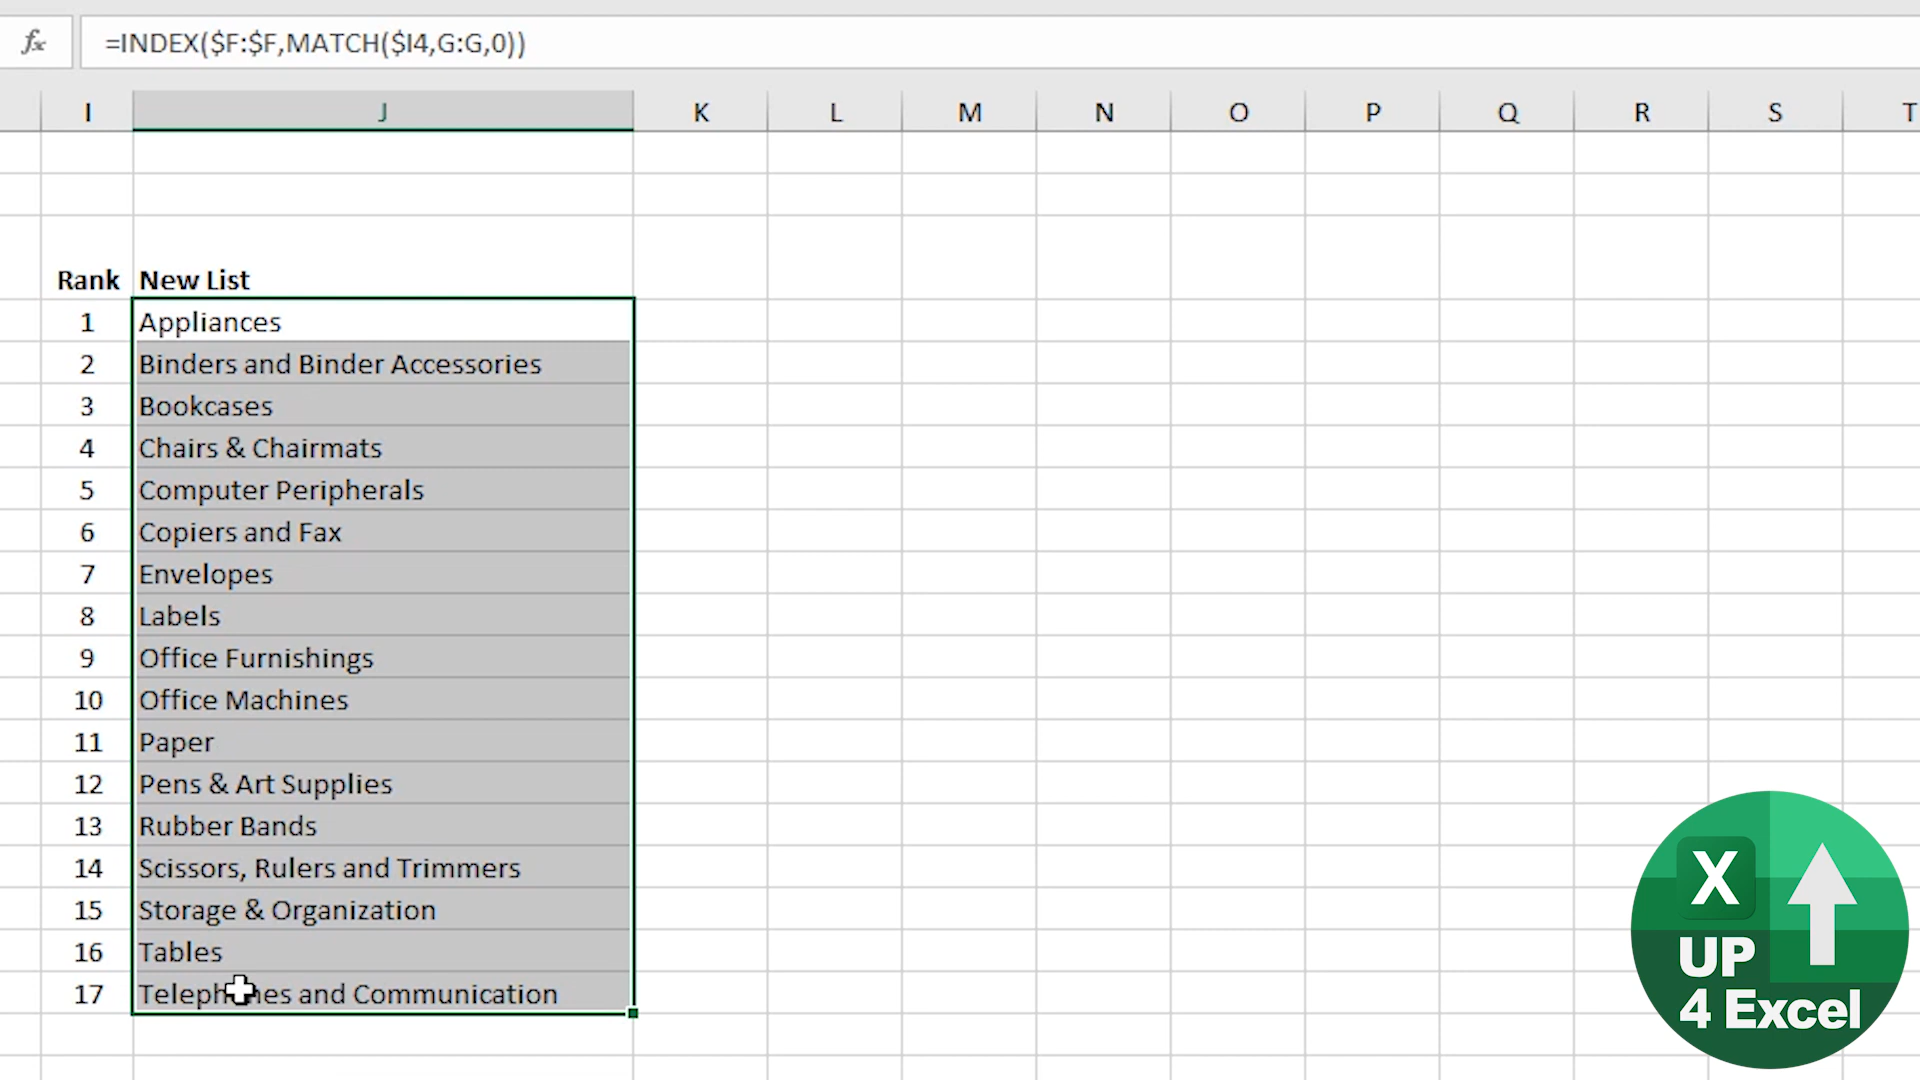 fx =INDEX($F:$F,MATCH($I4,G:G,0))
I J K L M N O P Q R S T
Rank New List
1 Appliances
2 Binders and Binder Accessories
3 Bookcases
4 Chairs & Chairmats
5 Computer Peripherals
6 Copiers and Fax
7 Envelopes
8 Labels
9 Office Furnishings
10 Office Machines
11 Paper
12 Pens & Art Supplies
13 Rubber Bands
14 Scissors, Rulers and Trimmers
15 Storage & Organization
16 Tables
17 Telephones and Communication
X
UP
4 Excel